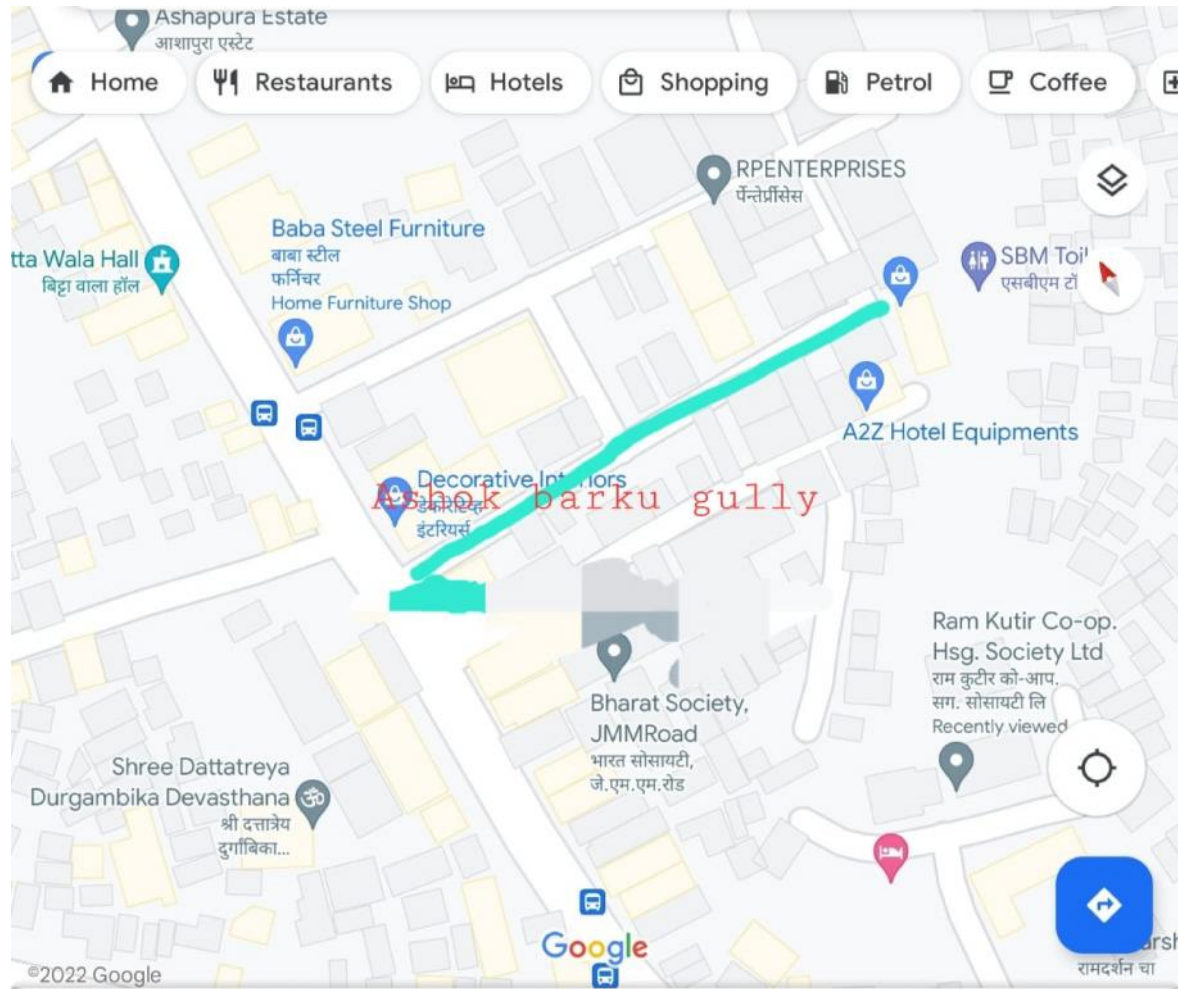 Ashapura Estate
आशापुरा एस्टेट
Home
Restaurants
Hotels
Shopping
Petrol
Coffee
RPENTERPRISES
र्पेन्तेर्प्रीसेस
Baba Steel Furniture
बाबा स्टील
फर्निचर
Home Furniture Shop
tta Wala Hall
बिट्टा वाला हॉल
SBM Toil
एसबीएम टॉ
A2Z Hotel Equipments
Decorative Interiors
डेकोरेटिव्ह
इंटरियर्स
Ashok barku gully
Bharat Society,
JMMRoad
भारत सोसायटी,
जे.एम.एम.रोड
Ram Kutir Co-op.
Hsg. Society Ltd
राम कुटीर को-आप.
सग. सोसायटी लि
Recently viewed
Shree Dattatreya
Durgambika Devasthana
श्री दत्तात्रेय
दुर्गांबिका...
Google
arsh
रामदर्शन चा
©2022 Google